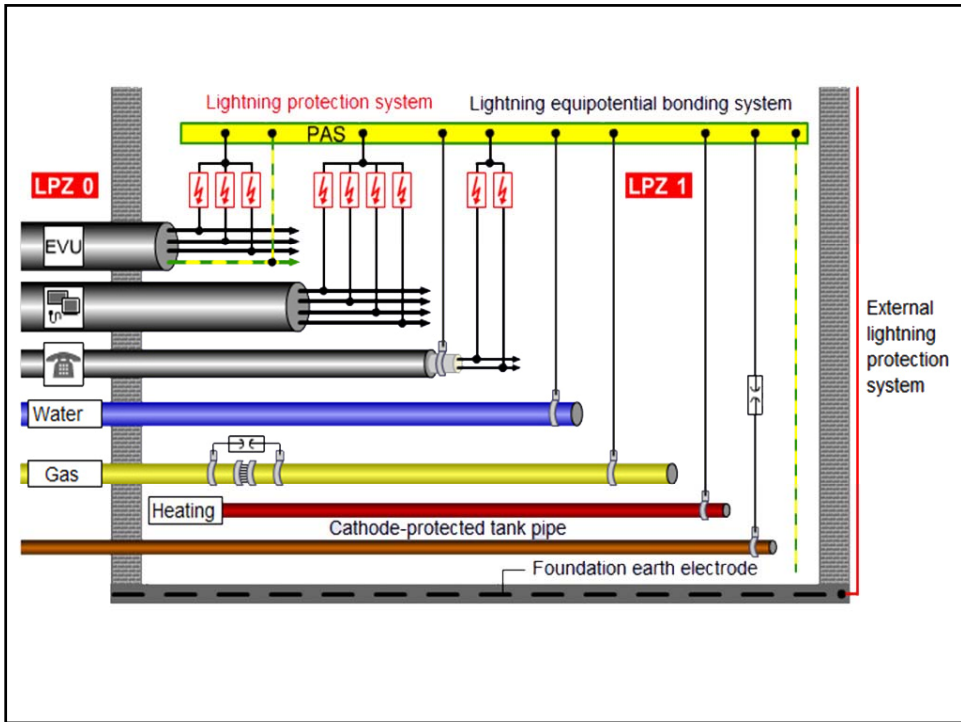 Lightning protection system
Lightning equipotential bonding system
PAS
LPZ 0
LPZ 1
EVU
External
lightning
protection
system
Water
Gas
Heating
Cathode-protected tank pipe
Foundation earth electrode